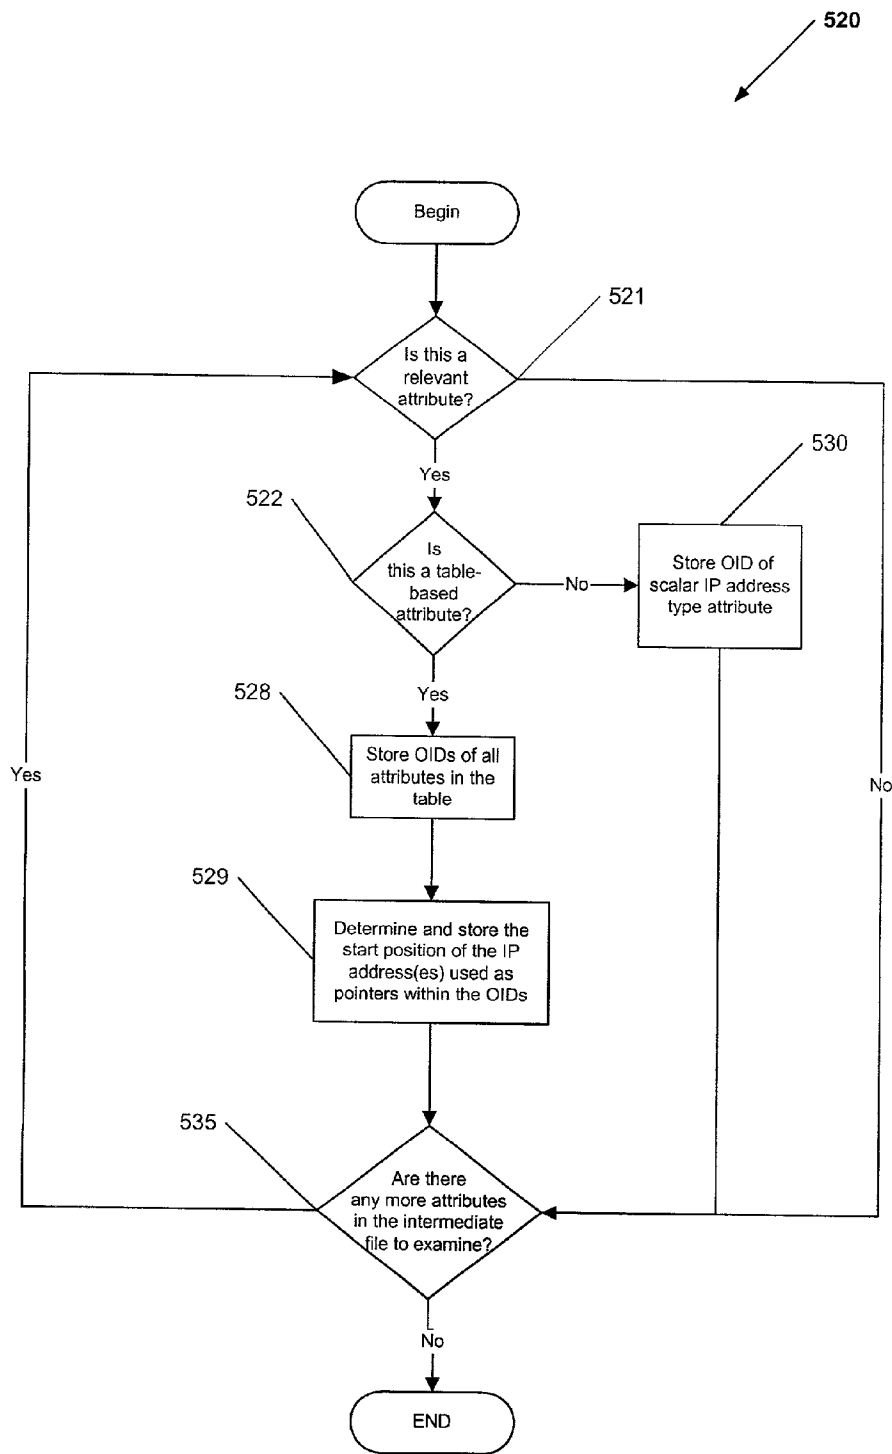 520
Begin
521
Is this a
relevant
attribute?
Yes
530
522
Is
this a table-
based
attribute?
No
Store OID of
scalar IP address
type attribute
Yes
528
Store OIDs of all
attributes in the
table
Yes
No
529
Determine and store the
start position of the IP
address(es) used as
pointers within the OIDs
535
Are there
any more attributes
in the intermediate
file to examine?
No
END